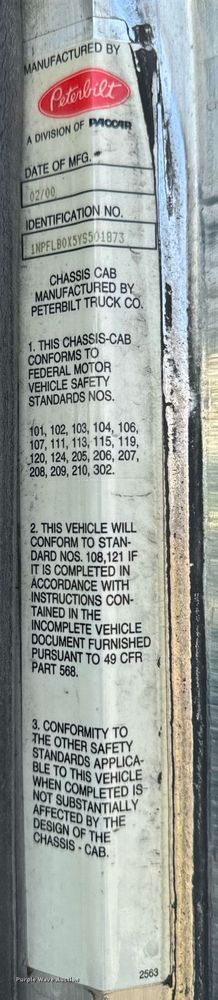 MANUFACTURED BY
Peterbilt
A DIVISION OF PACCAR
DATE OF MFG.
02/00
IDENTIFICATION NO.
1NPFLB0X5YS501873
CHASSIS CAB
MANUFACTURED BY
PETERBILT TRUCK CO.
1. THIS CHASSIS-CAB
CONFORMS TO
FEDERAL MOTOR
VEHICLE SAFETY
STANDARDS NOS.
101, 102, 103, 104, 106,
107, 111, 113, 115, 119,
120, 124, 205, 206, 207,
208, 209, 210, 302.
2. THIS VEHICLE WILL
CONFORM TO STAN-
DARD NOS. 108,121 IF
IT IS COMPLETED IN
ACCORDANCE WITH
INSTRUCTIONS CON-
TAINED IN THE
INCOMPLETE VEHICLE
DOCUMENT FURNISHED
PURSUANT TO 49 CFR
PART 568.
3. CONFORMITY TO
THE OTHER SAFETY
STANDARDS APPLICA-
BLE TO THIS VEHICLE
WHEN COMPLETED IS
NOT SUBSTANTIALLY
AFFECTED BY THE
DESIGN OF THE
CHASSIS - CAB.
2563
Purple Wave Auction